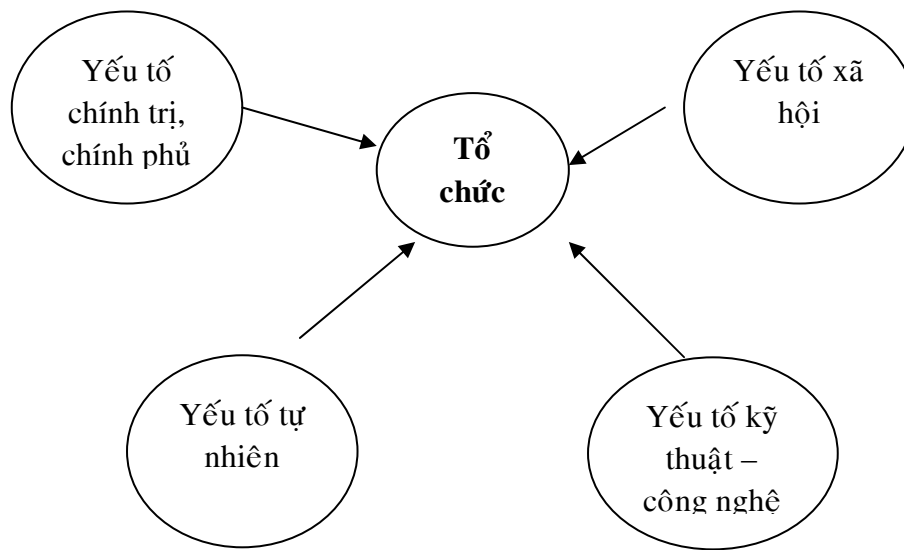 Yếu tố
chính trị,
chính phủ
Yếu tố xã
hội
Tổ
chức
Yếu tố tự
nhiên
Yếu tố kỹ
thuật –
công nghệ